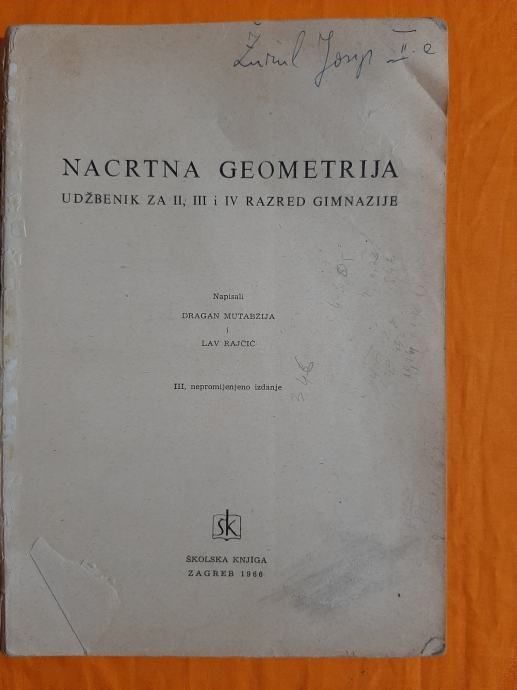 Josip II. a
NACRTNA GEOMETRIJA
UDŽBENIK ZA II, III i IV RAZRED GIMNAZIJE
Napisali
DRAGAN MUTABŽIJA
i
LAV RAJČIĆ
III, nepromijenjeno izdanje
šk
ŠKOLSKA KNJIGA
ZAGREB 1966